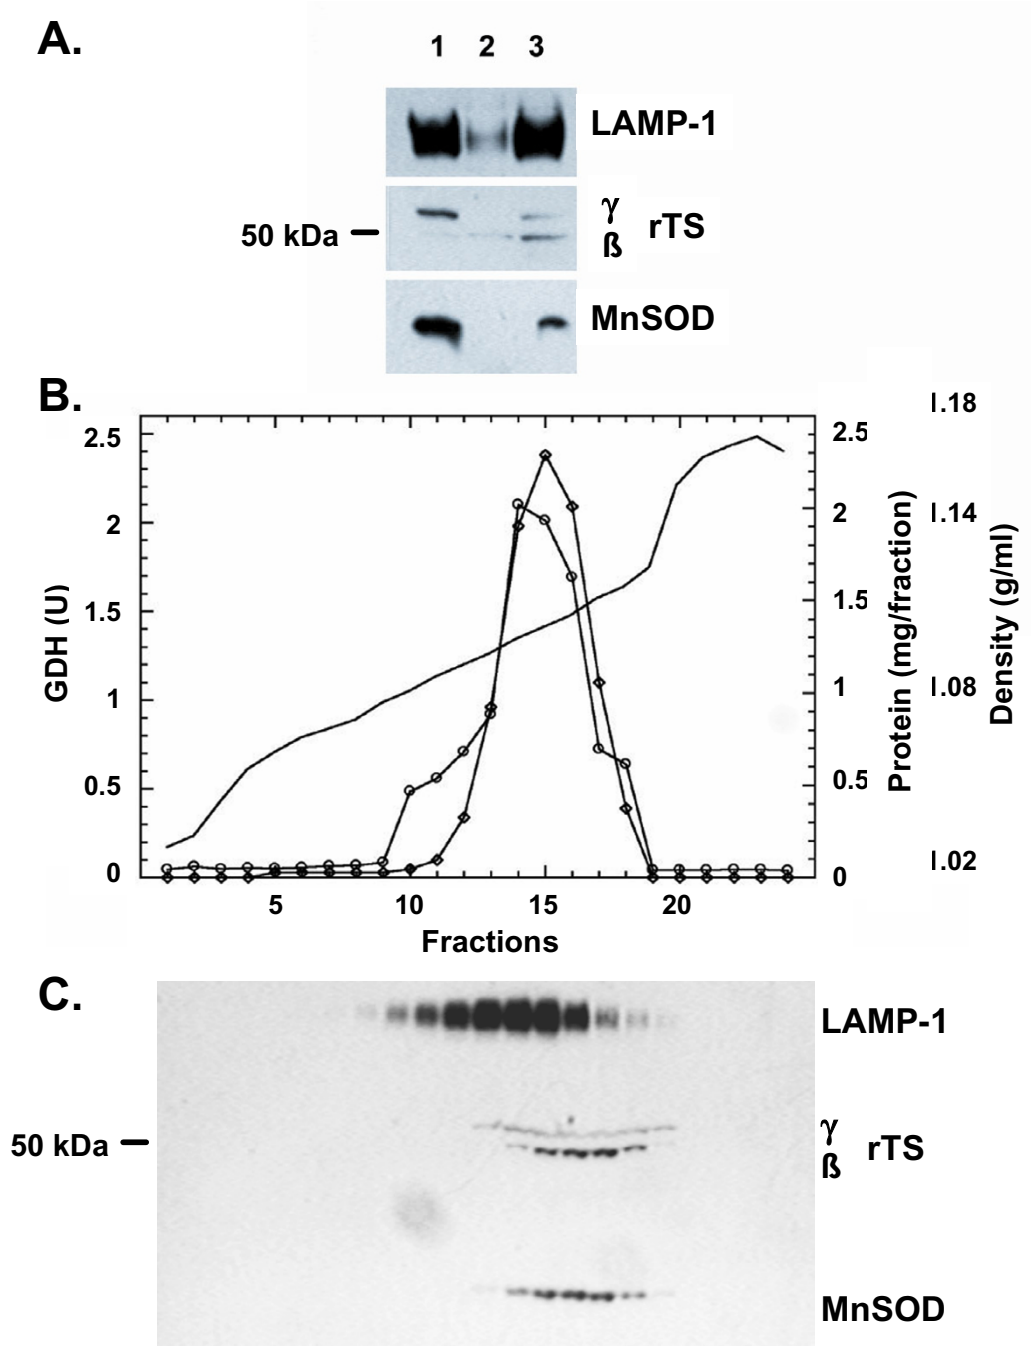 A.
1 2 3
LAMP-1
γ
ß
rTS
50 kDa
MnSOD
B.
2.5
2
1.5
1
0.5
0
GDH (U)
5 10 15 20
Fractions
2.5
2
1.5
1
0.5
0
Protein (mg/fraction)
I.18
I.14
I.08
I.02
Density (g/ml)
C.
LAMP-1
50 kDa
γ
ß
rTS
MnSOD